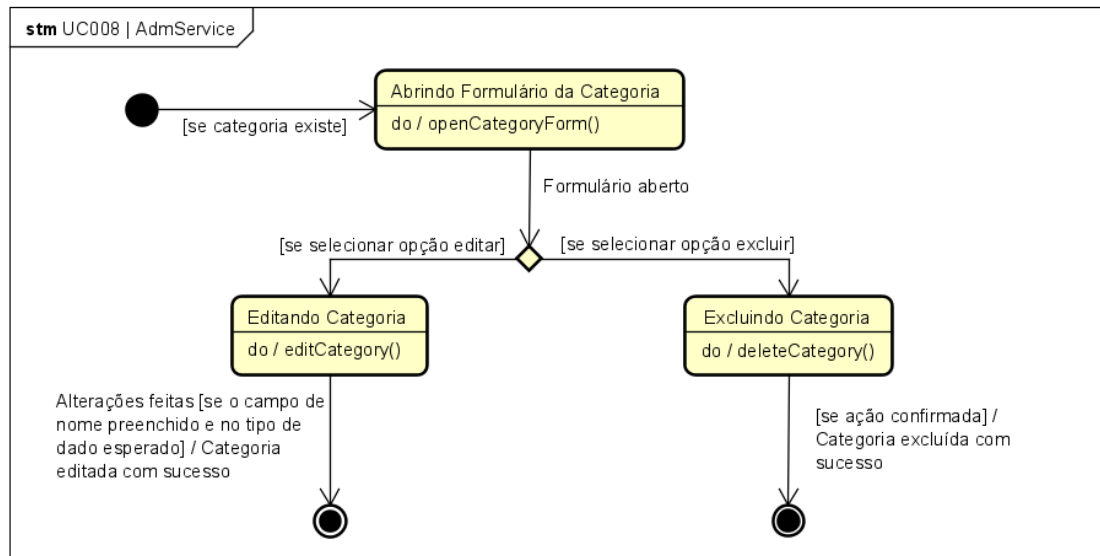 stm UC008 | AdmService
Abrindo Formulário da Categoria
do / openCategoryForm()
[se categoria existe]
Formulário aberto
[se selecionar opção editar]
[se selecionar opção excluir]
Editando Categoria
do / editCategory()
Excluindo Categoria
do / deleteCategory()
Alterações feitas [se o campo de
nome preenchido e no tipo de
dado esperado] / Categoria
editada com sucesso
[se ação confirmada] /
Categoria excluída com
sucesso